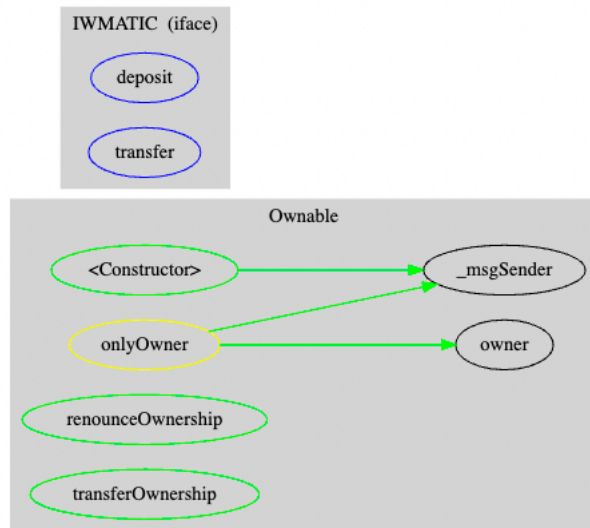 IWMATIC (iface)
deposit
transfer
Ownable
<Constructor>
_msgSender
onlyOwner
owner
renounceOwnership
transferOwnership